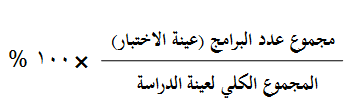 مجموع عدد البرامج (عينة الاختبار)
× ١٠٠ %
المجموع الكلي لعينة الدراسة